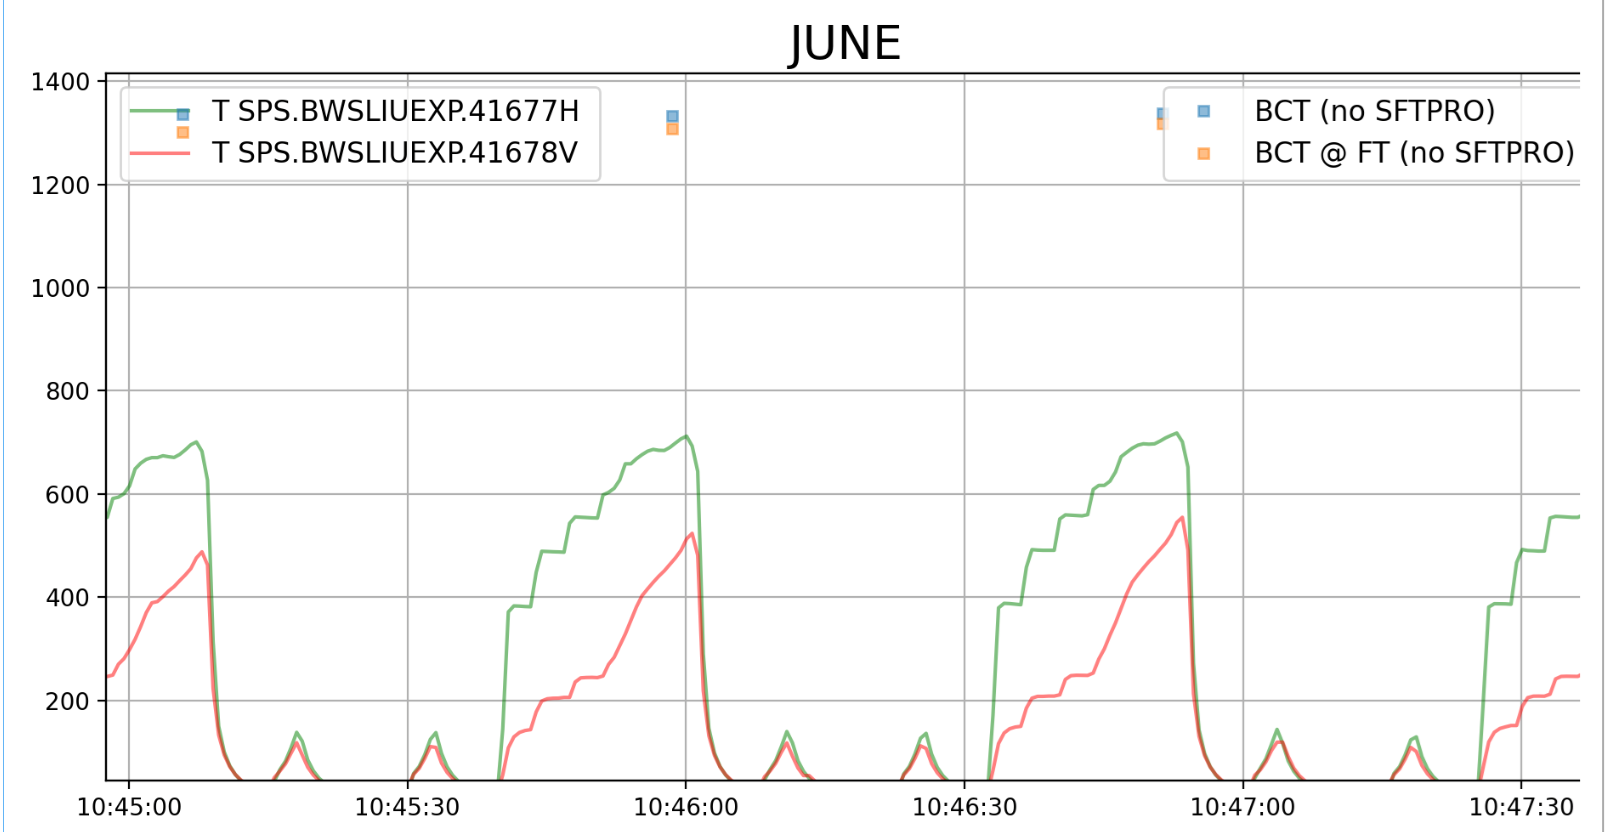 JUNE
1400
T SPS.BWSLIUEXP.41677H
T SPS.BWSLIUEXP.41678V
BCT (no SFTPRO)
BCT @ FT (no SFTPRO)
1200
1000
800
600
400
200
10:45:00 10:45:30 10:46:00 10:46:30 10:47:00 10:47:30